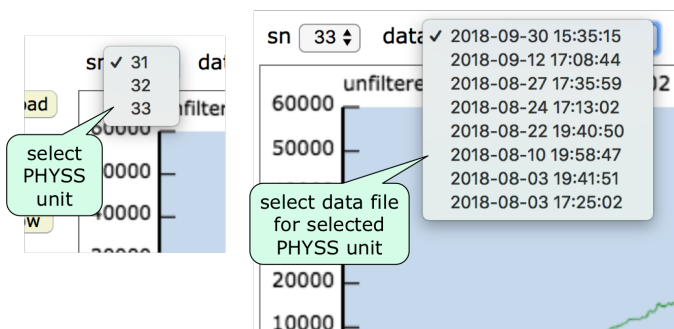 sn ✓ 31 dat
32
33
oad
filter
60000
select
PHYSS
unit
0000
40000
sn 33 data
✓ 2018-09-30 15:35:15
2018-09-12 17:08:44
2018-08-27 17:35:59
2018-08-24 17:13:02
2018-08-22 19:40:50
2018-08-10 19:58:47
2018-08-03 19:41:51
2018-08-03 17:25:02
unfiltere
02
60000
50000
select data file
for selected
PHYSS unit
20000
10000